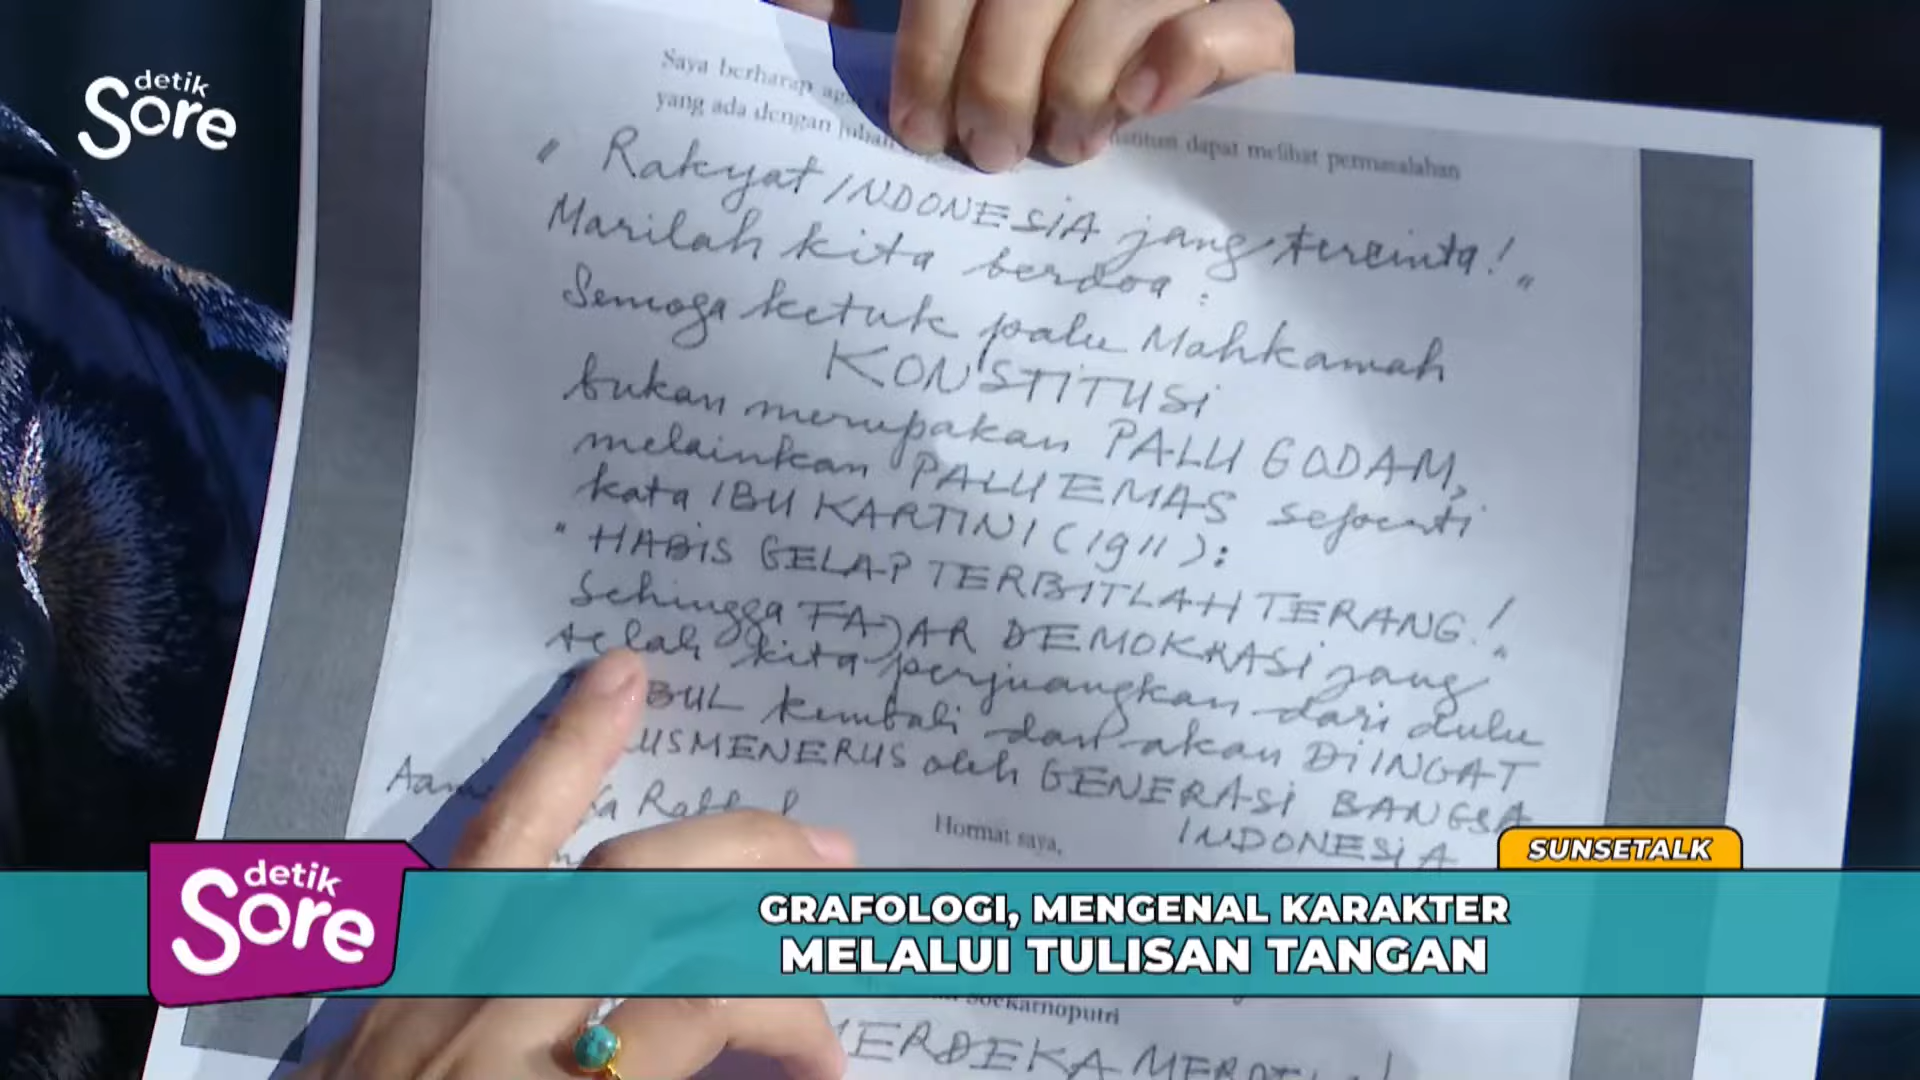 detik
Sore
Saya berharap
yang ada dengan dapat melihat permasalahan
" Rakyat INDONESIA jang tercinta! "
Marilah kita berdoa :
Semoga ketuk palu Mahkamah
KONSTITUSI
bukan merupakan PALU GODAM,
melainkan PALU EMAS seperti
kata IBU KARTINI (1911):
" HABIS GELAP TERBITLAH TERANG! "
Sehingga FAJAR DEMOKRASI jang
telah kita perjuangkan dari dulu
BUL kembali dan akan DIINGAT
USMENERUS oleh GENERASI BANGSA
INDONESIA
Hormat saya,
SUNSETALK
detik
Sore
GRAFOLOGI, MENGENAL KARAKTER
MELALUI TULISAN TANGAN
Soekarnoputri
MERDEKA